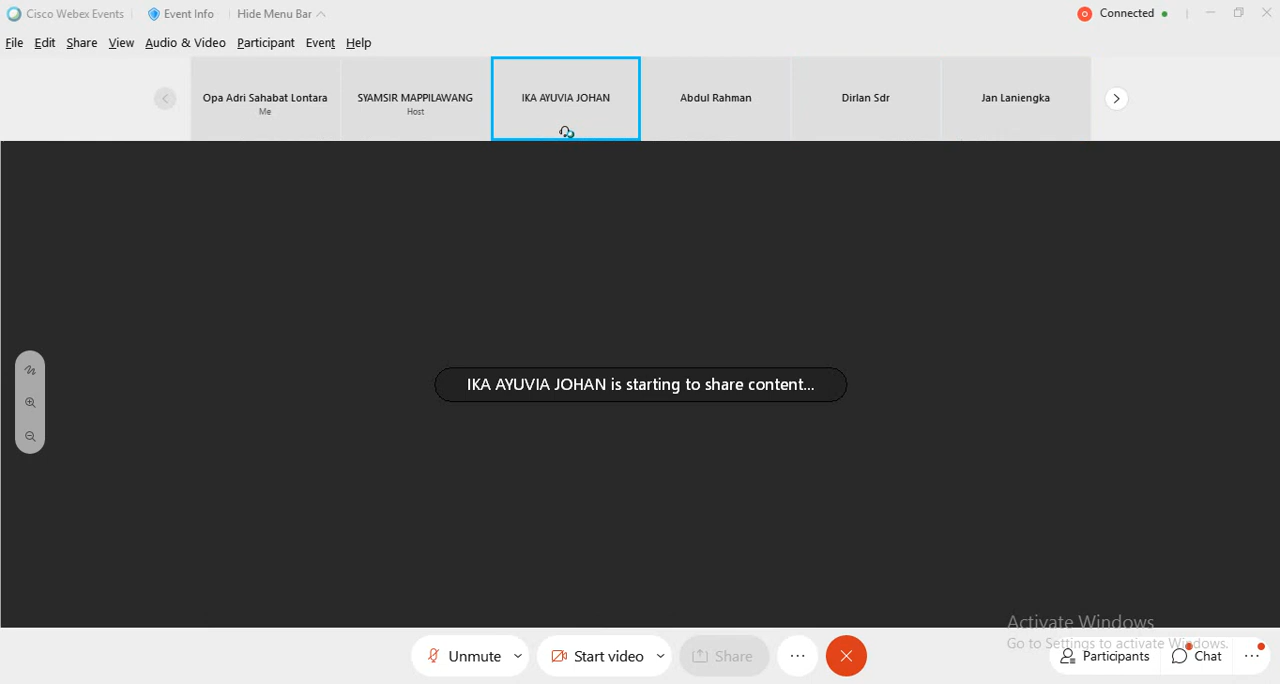 Cisco Webex Events
Event Info
Hide Menu Bar
Connected
File Edit Share View Audio & Video Participant Event Help
Opa Adri Sahabat Lontara
Me
SYAMSIR MAPPILAWANG
Host
IKA AYUVIA JOHAN
Abdul Rahman
Dirlan Sdr
Jan Laniengka
IKA AYUVIA JOHAN is starting to share content...
Activate Windows
Go to Settings to activate Windows.
Unmute
Start video
Share
Participants
Chat